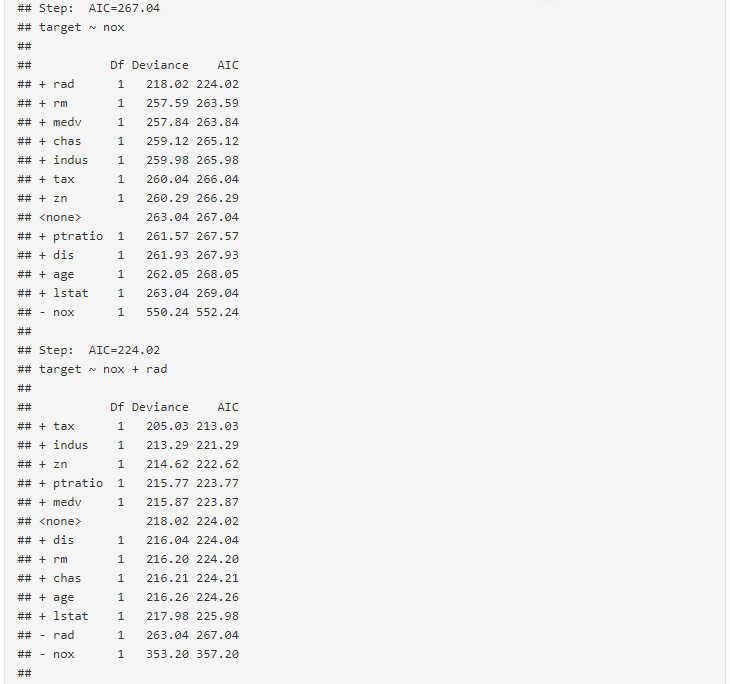 ## Step:  AIC=267.04
## target ~ nox
##
##           Df Deviance    AIC
## + rad      1   218.02 224.02
## + rm       1   257.59 263.59
## + medv     1   257.84 263.84
## + chas     1   259.12 265.12
## + indus    1   259.98 265.98
## + tax      1   260.04 266.04
## + zn       1   260.29 266.29
## <none>         263.04 267.04
## + ptratio  1   261.57 267.57
## + dis      1   261.93 267.93
## + age      1   262.05 268.05
## + lstat    1   263.04 269.04
## - nox      1   550.24 552.24
##
## Step:  AIC=224.02
## target ~ nox + rad
##
##           Df Deviance    AIC
## + tax      1   205.03 213.03
## + indus    1   213.29 221.29
## + zn       1   214.62 222.62
## + ptratio  1   215.77 223.77
## + medv     1   215.87 223.87
## <none>         218.02 224.02
## + dis      1   216.04 224.04
## + rm       1   216.20 224.20
## + chas     1   216.21 224.21
## + age      1   216.26 224.26
## + lstat    1   217.98 225.98
## - rad      1   263.04 267.04
## - nox      1   353.20 357.20
##